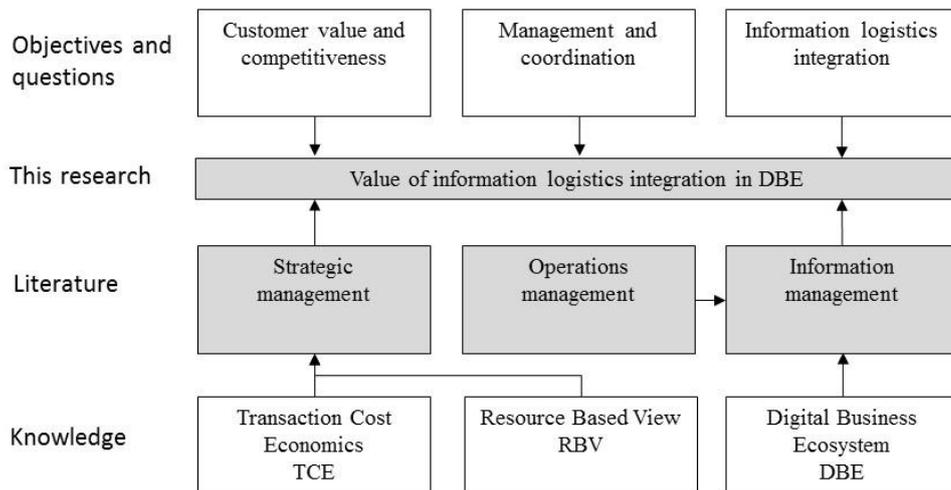 Objectives and
questions
Customer value and
competitiveness
Management and
coordination
Information logistics
integration
This research
Value of information logistics integration in DBE
Literature
Strategic
management
Operations
management
Information
management
Knowledge
Transaction Cost
Economics
TCE
Resource Based View
RBV
Digital Business
Ecosystem
DBE